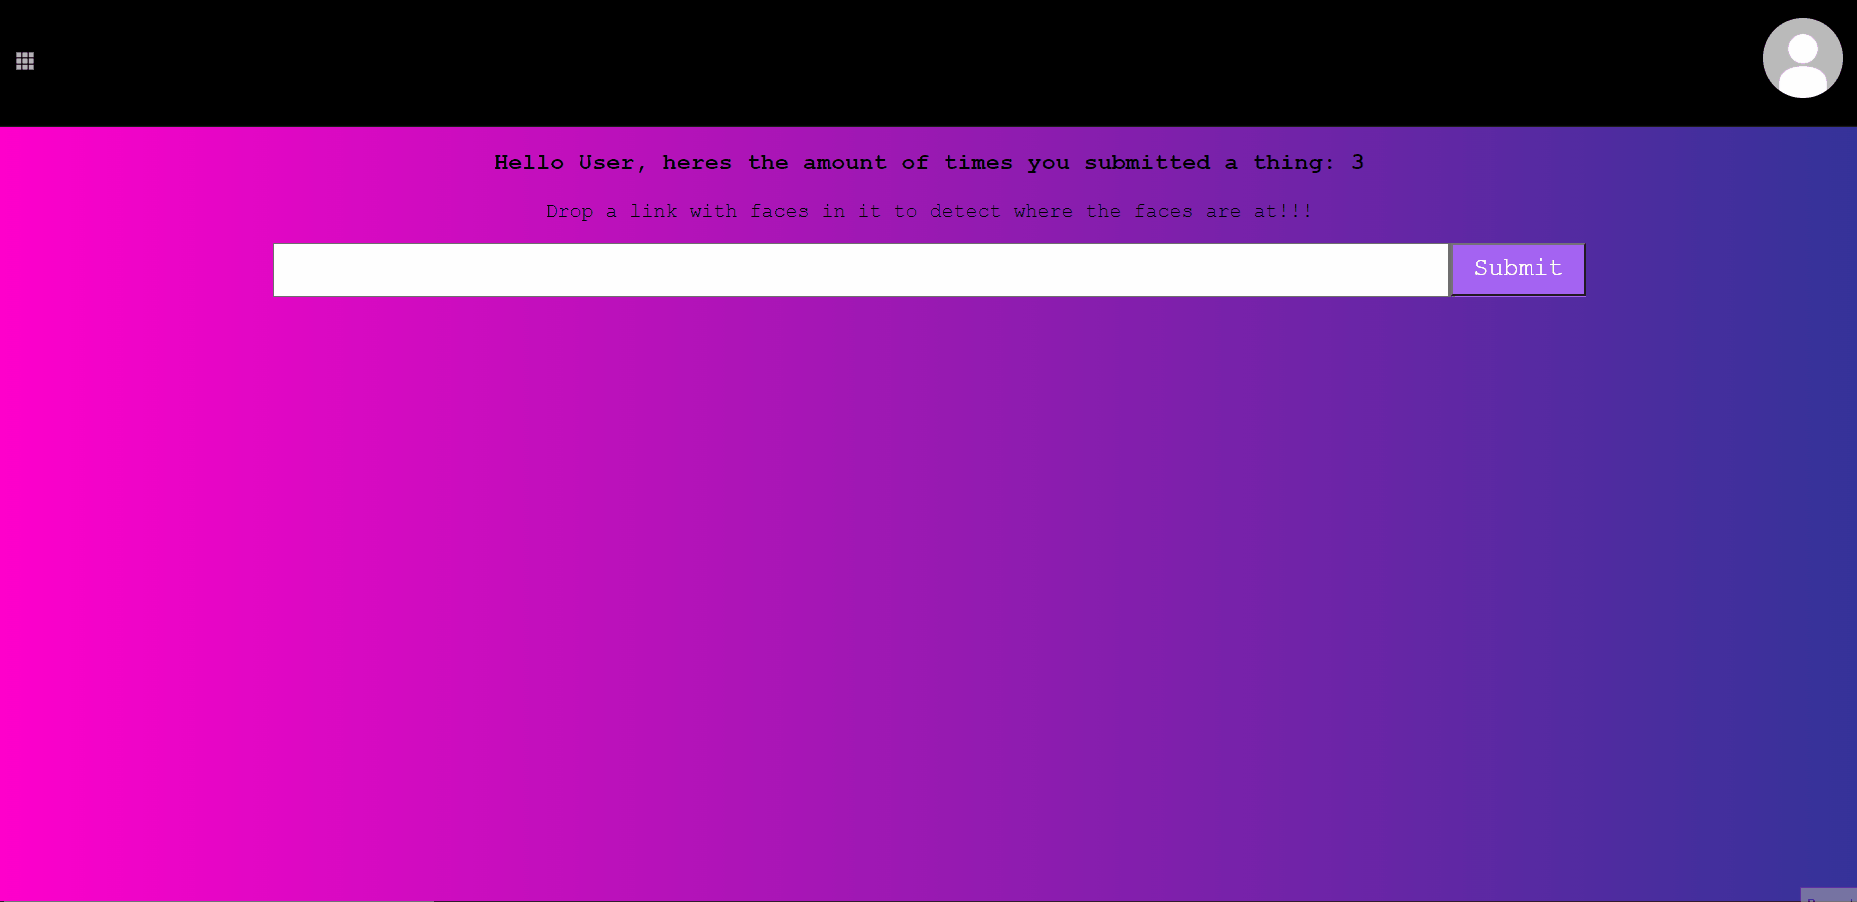 Hello User, heres the amount of times you submitted a thing: 3
Drop a link with faces in it to detect where the faces are at!!!
Submit